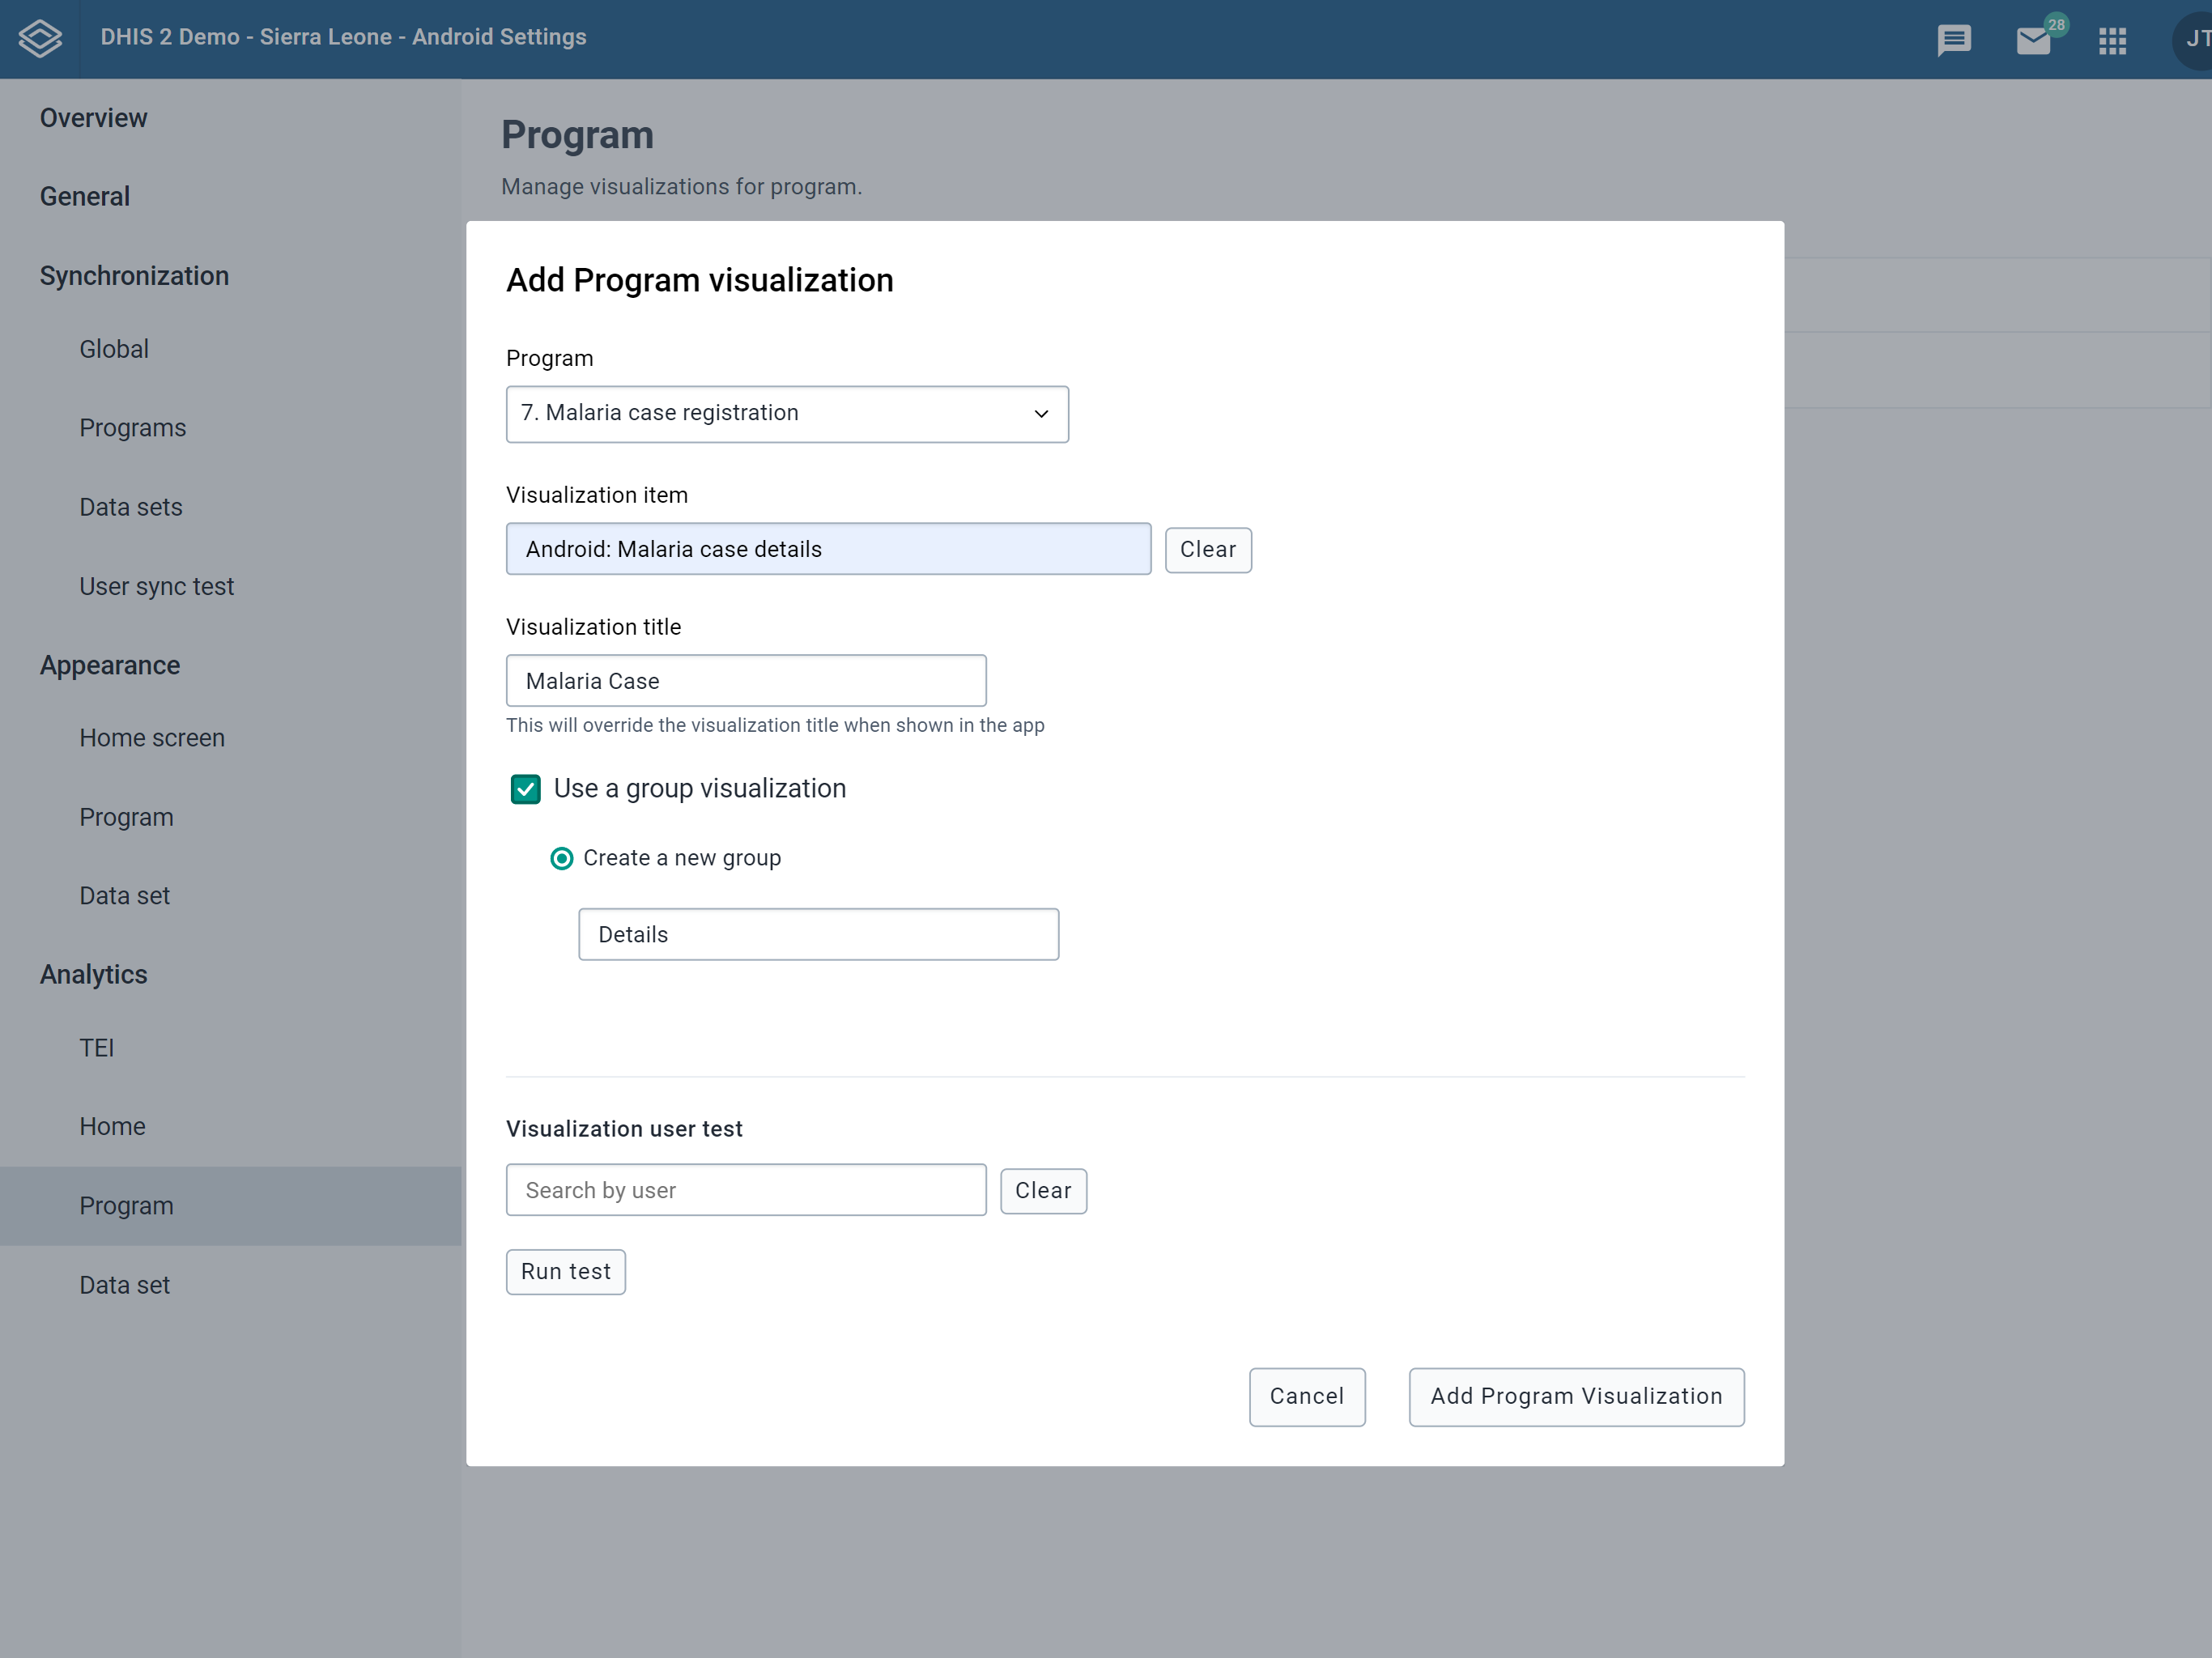 DHIS 2 Demo - Sierra Leone - Android Settings
28
JT
Overview
General
Synchronization
Global
Programs
Data sets
User sync test
Appearance
Home screen
Program
Data set
Analytics
TEI
Home
Program
Data set
Program
Manage visualizations for program.
Add Program visualization
Program
7. Malaria case registration
Visualization item
Android: Malaria case details
Clear
Visualization title
Malaria Case
This will override the visualization title when shown in the app
Use a group visualization
Create a new group
Details
Visualization user test
Search by user
Clear
Run test
Cancel
Add Program Visualization